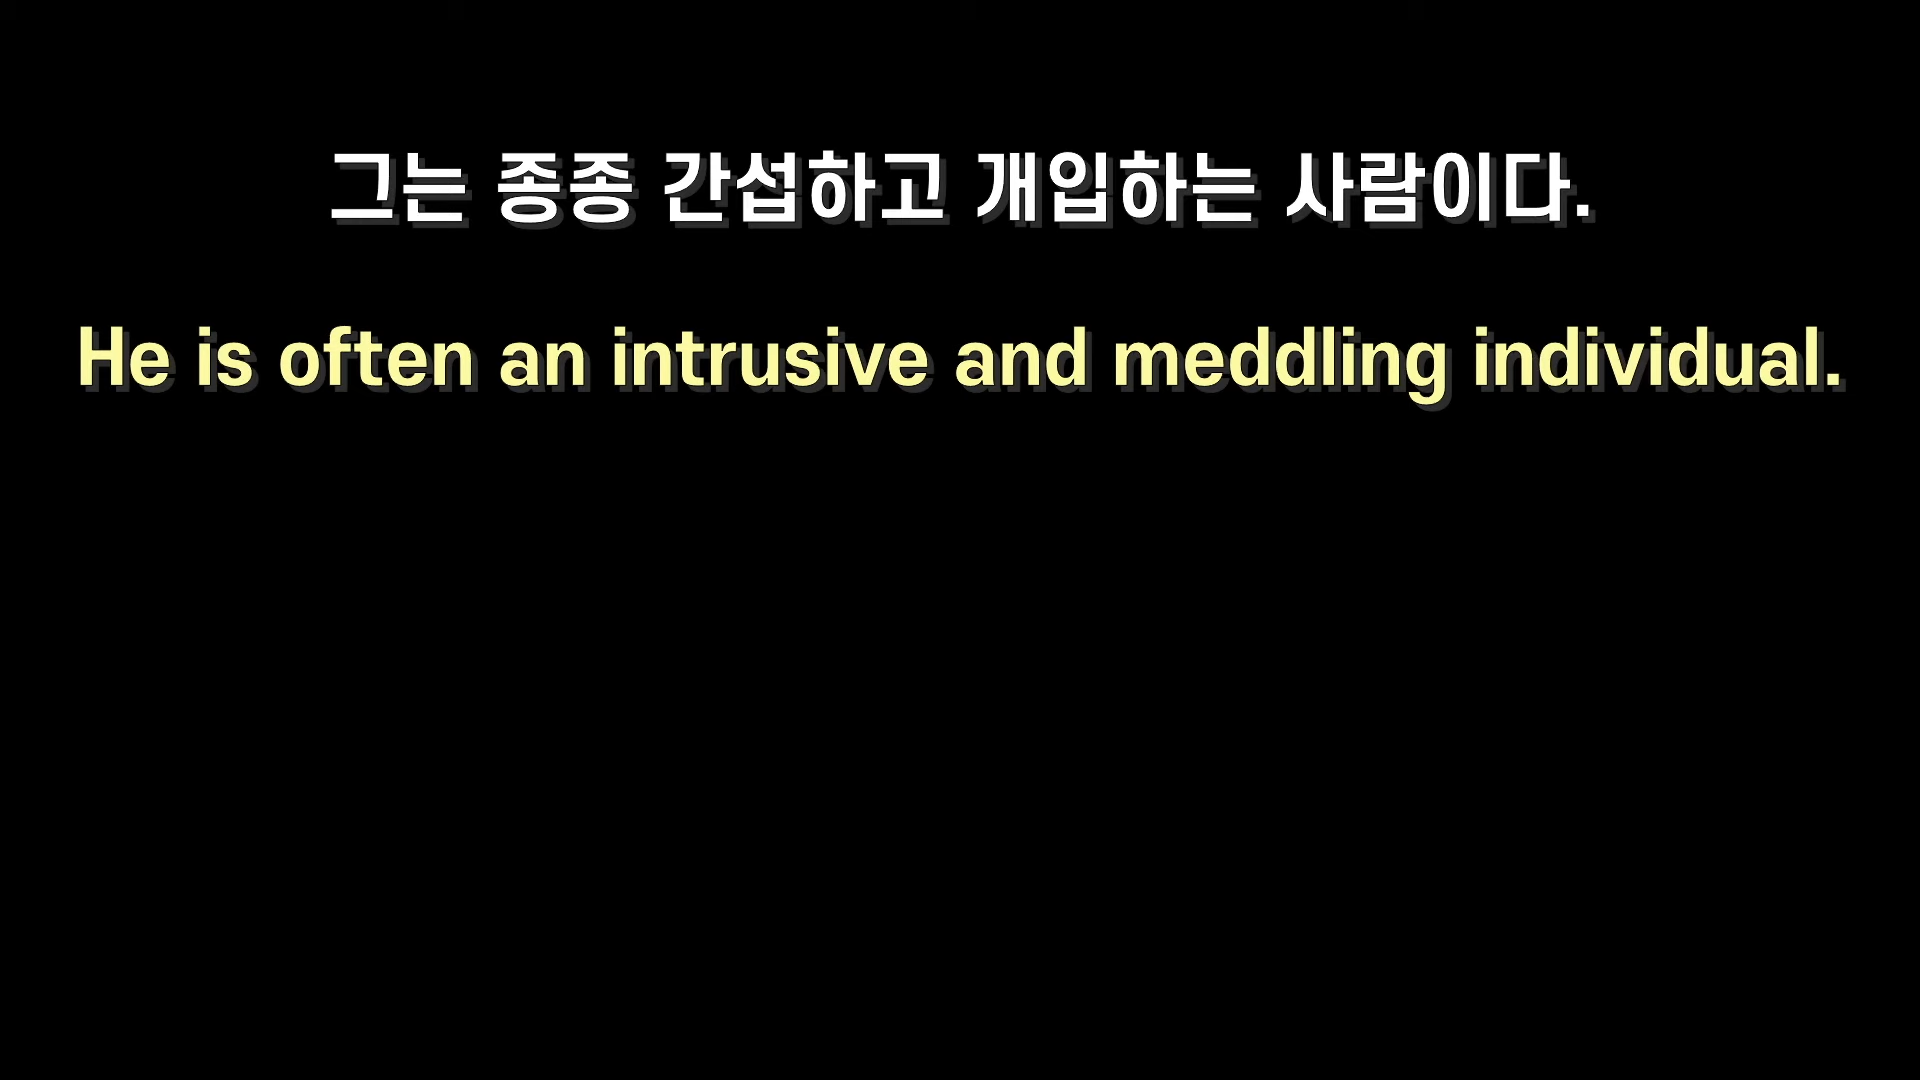 그는 종종 간섭하고 개입하는 사람이다.
He is often an intrusive and meddling individual.